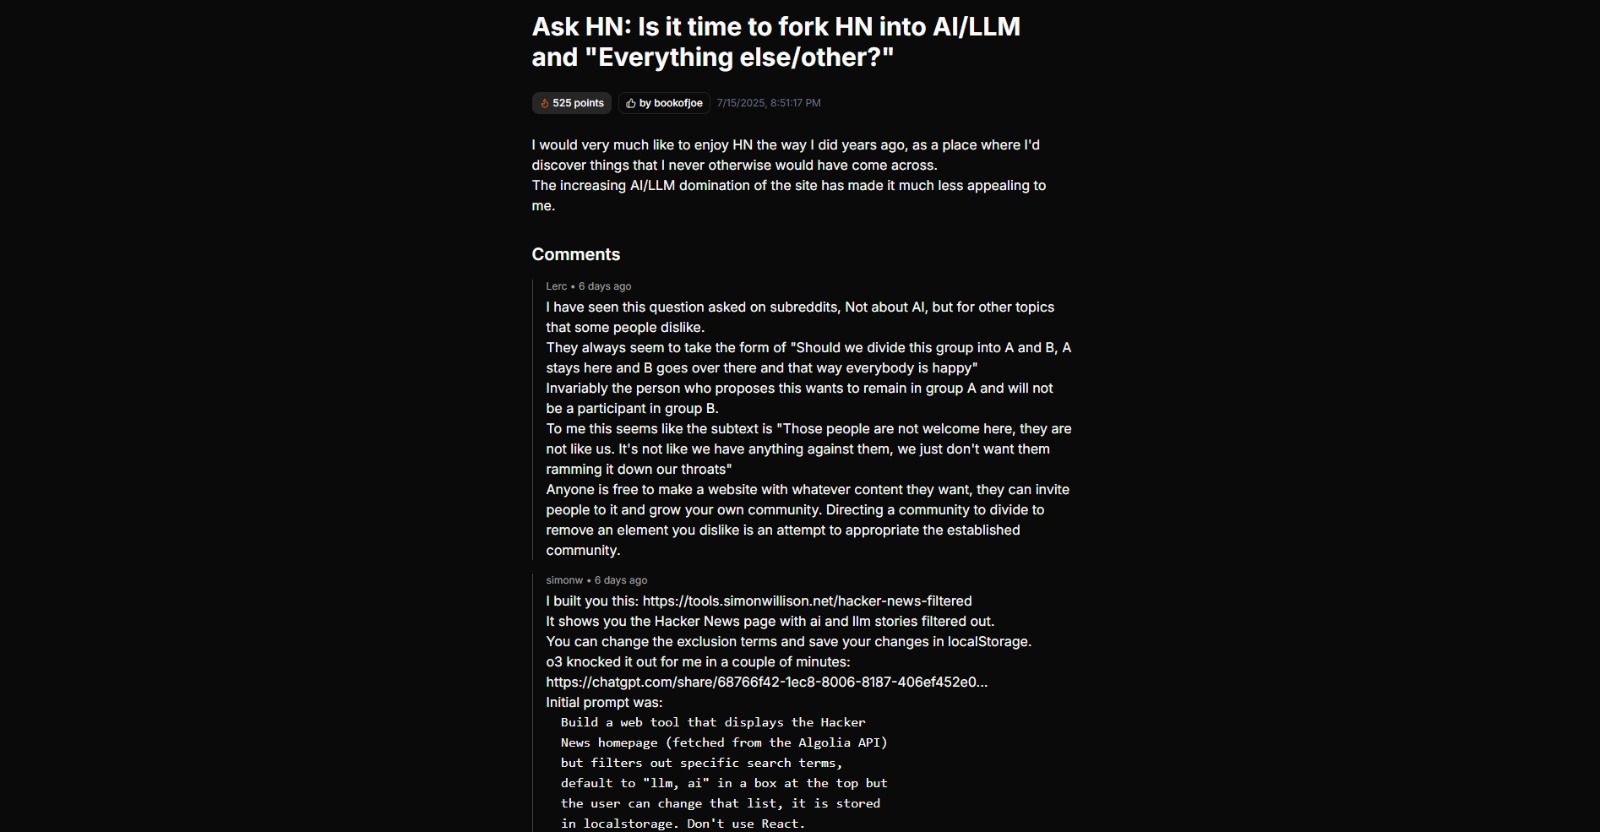 Ask HN: Is it time to fork HN into AI/LLM
and "Everything else/other?"
525 points by bookofjoe 7/15/2025, 8:51:17 PM
I would very much like to enjoy HN the way I did years ago, as a place where I'd
discover things that I never otherwise would have come across.
The increasing AI/LLM domination of the site has made it much less appealing to
me.
Comments
Lerc • 6 days ago
I have seen this question asked on subreddits, Not about AI, but for other topics
that some people dislike.
They always seem to take the form of "Should we divide this group into A and B, A
stays here and B goes over there and that way everybody is happy"
Invariably the person who proposes this wants to remain in group A and will not
be a participant in group B.
To me this seems like the subtext is "Those people are not welcome here, they are
not like us. It's not like we have anything against them, we just don't want them
ramming it down our throats"
Anyone is free to make a website with whatever content they want, they can invite
people to it and grow your own community. Directing a community to divide to
remove an element you dislike is an attempt to appropriate the established
community.
simonw • 6 days ago
I built you this: https://tools.simonwillison.net/hacker-news-filtered
It shows you the Hacker News page with ai and llm stories filtered out.
You can change the exclusion terms and save your changes in localStorage.
o3 knocked it out for me in a couple of minutes:
https://chatgpt.com/share/68766f42-1ec8-8006-8187-406ef452e0...
Initial prompt was:
Build a web tool that displays the Hacker
News homepage (fetched from the Algolia API)
but filters out specific search terms,
default to "llm, ai" in a box at the top but
the user can change that list, it is stored
in localstorage. Don't use React.